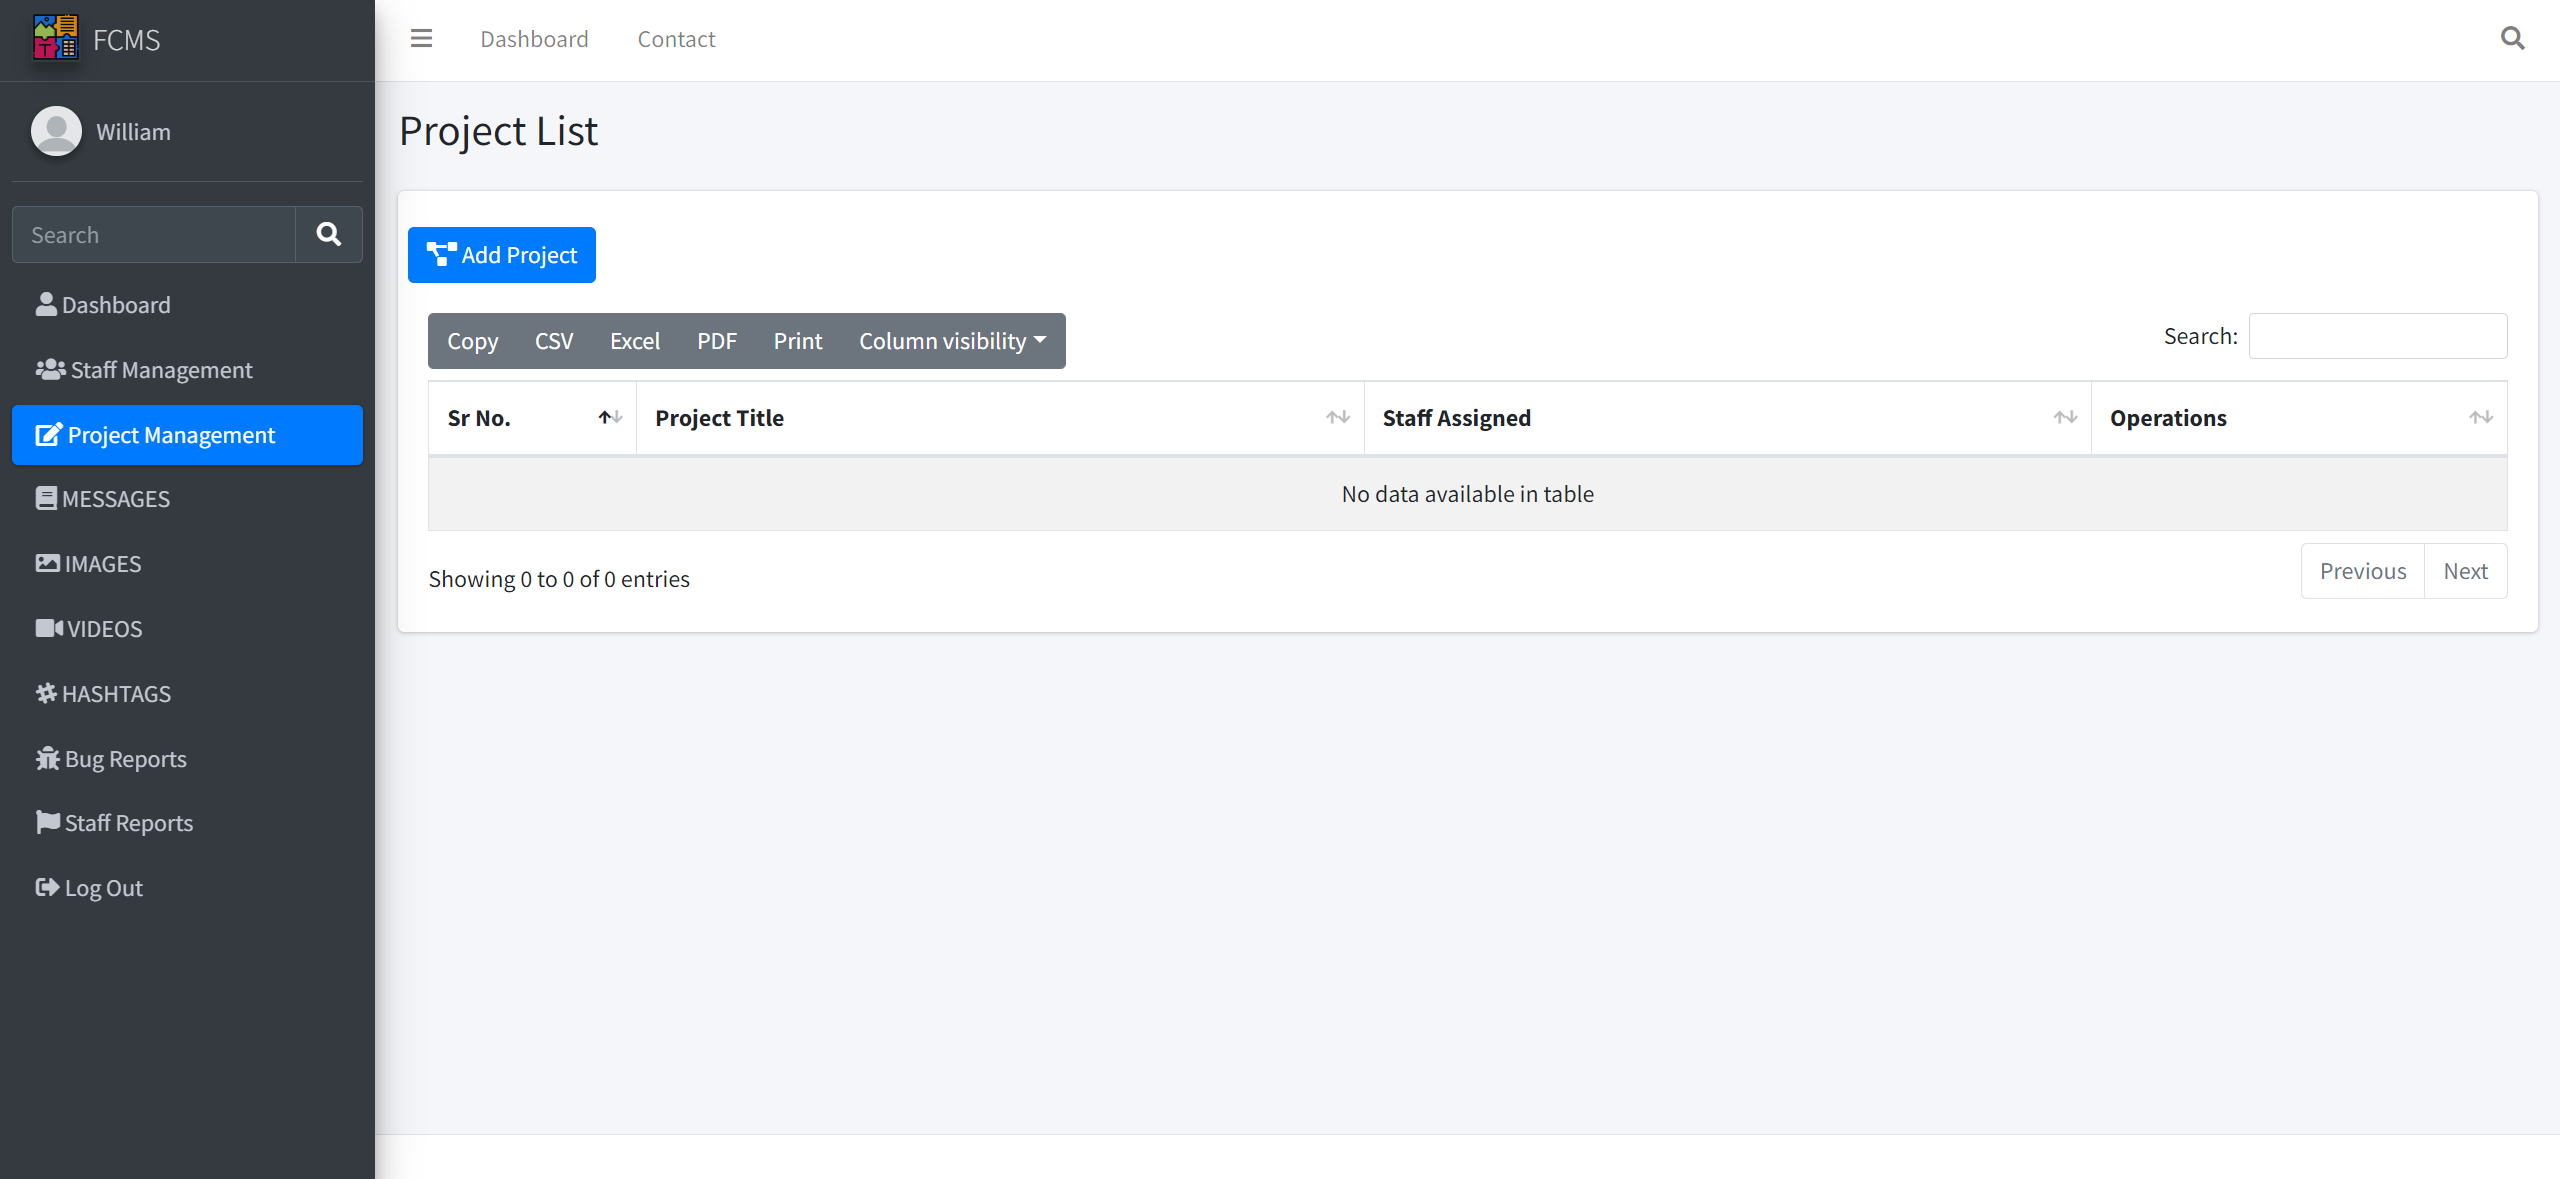 FCMS
William
Search
Dashboard
Staff Management
Project Management
MESSAGES
IMAGES
VIDEOS
HASHTAGS
Bug Reports
Staff Reports
Log Out
Dashboard Contact
Project List
Add Project
Copy CSV Excel PDF Print Column visibility
Search:
Sr No. Project Title Staff Assigned Operations
No data available in table
Showing 0 to 0 of 0 entries
Previous Next